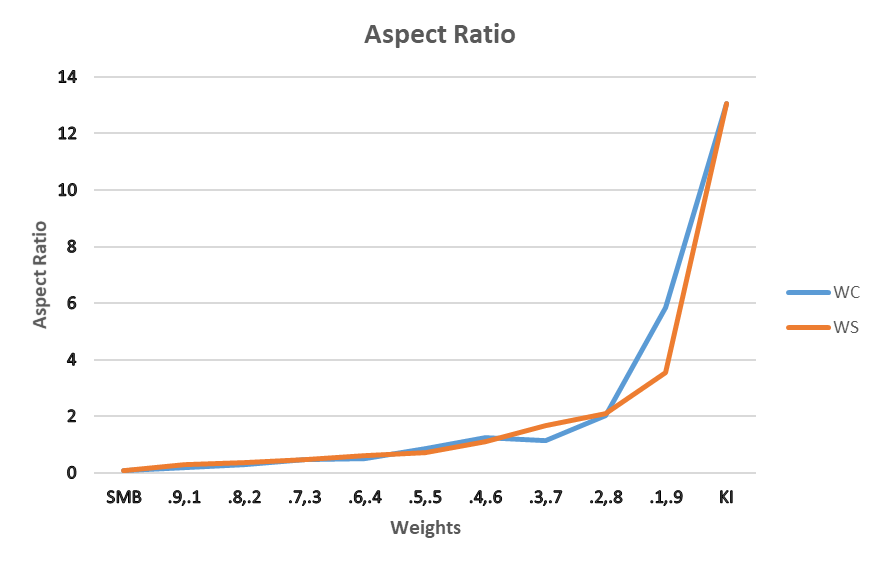 Aspect Ratio
14
12
10
8
6
4
2
0
Aspect Ratio
SMB .9,.1 .8,.2 .7,.3 .6,.4 .5,.5 .4,.6 .3,.7 .2,.8 .1,.9 KI
Weights
WC
WS